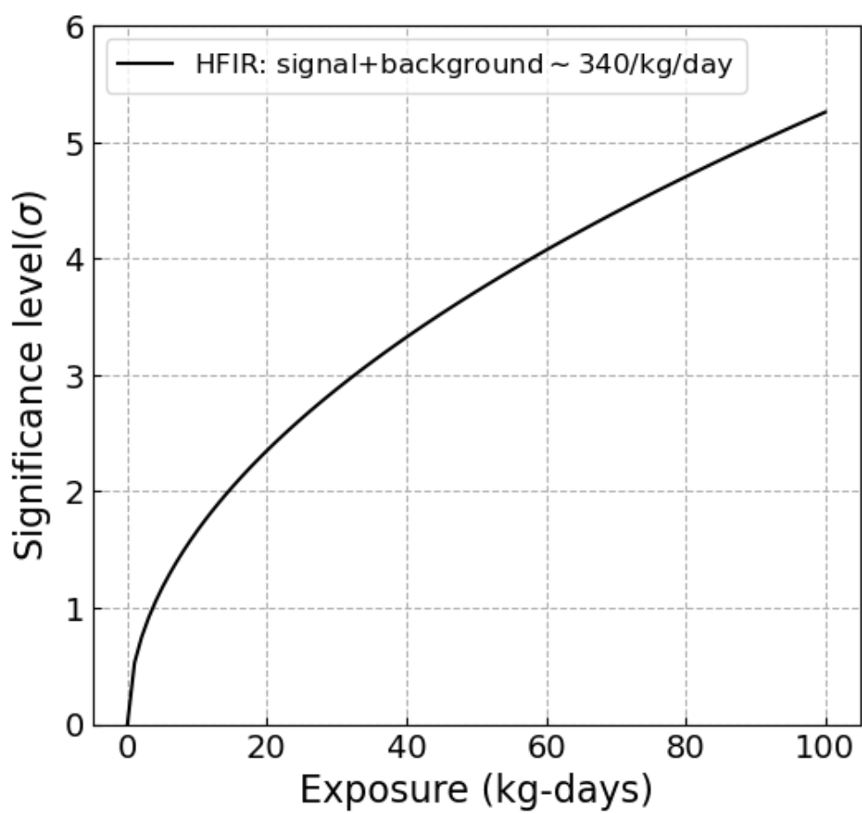 HFIR: signal+background ~ 340/kg/day
Significance level(σ)
6
5
4
3
2
1
0
0 20 40 60 80 100
Exposure (kg-days)